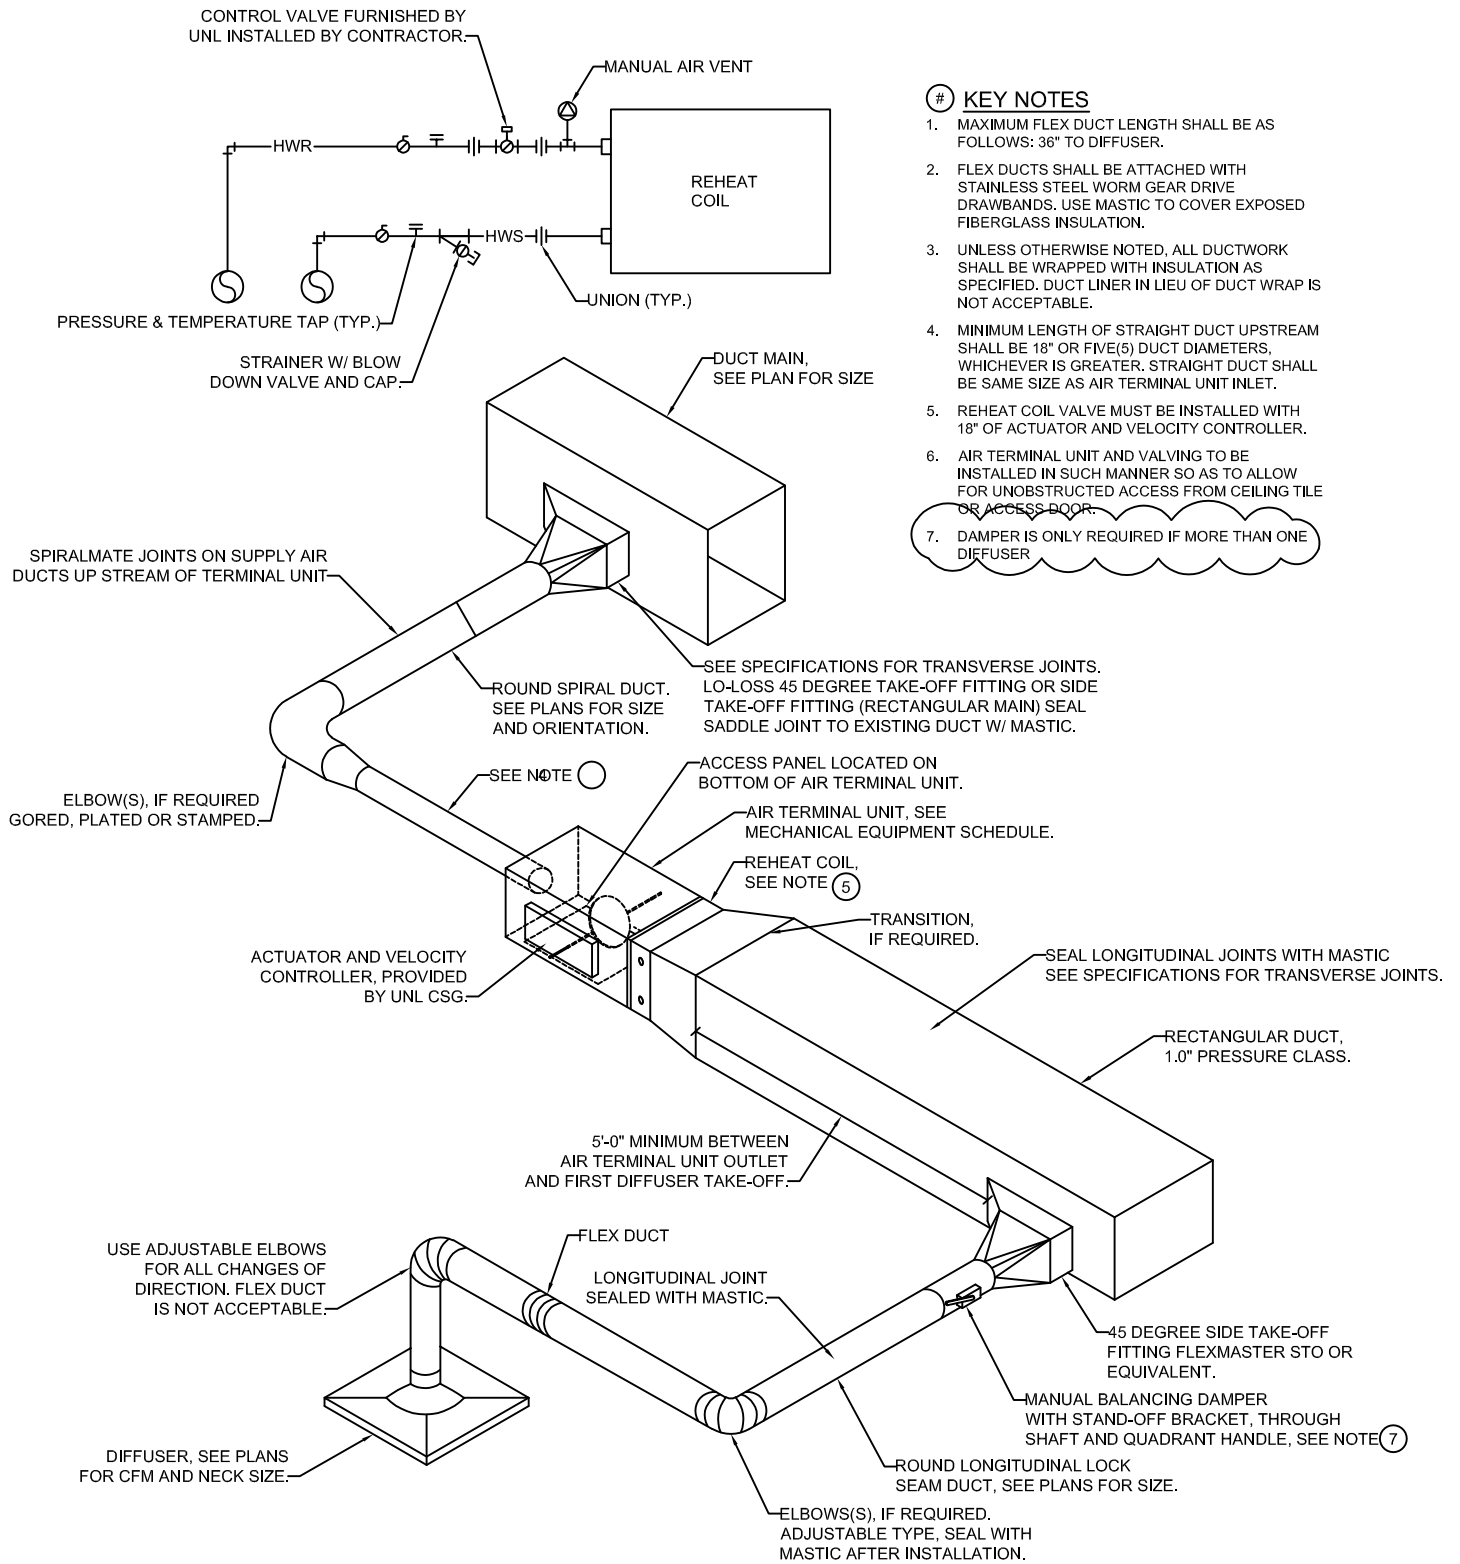 CONTROL VALVE FURNISHED BY
UNL INSTALLED BY CONTRACTOR.
MANUAL AIR VENT
HWR
REHEAT
COIL
HWS
UNION (TYP.)
PRESSURE & TEMPERATURE TAP (TYP.)
STRAINER W/ BLOW
DOWN VALVE AND CAP.
# KEY NOTES
1. MAXIMUM FLEX DUCT LENGTH SHALL BE AS
FOLLOWS: 36" TO DIFFUSER.
2. FLEX DUCTS SHALL BE ATTACHED WITH
STAINLESS STEEL WORM GEAR DRIVE
DRAWBANDS. USE MASTIC TO COVER EXPOSED
FIBERGLASS INSULATION.
3. UNLESS OTHERWISE NOTED, ALL DUCTWORK
SHALL BE WRAPPED WITH INSULATION AS
SPECIFIED. DUCT LINER IN LIEU OF DUCT WRAP IS
NOT ACCEPTABLE.
4. MINIMUM LENGTH OF STRAIGHT DUCT UPSTREAM
SHALL BE 18" OR FIVE(5) DUCT DIAMETERS,
WHICHEVER IS GREATER. STRAIGHT DUCT SHALL
BE SAME SIZE AS AIR TERMINAL UNIT INLET.
5. REHEAT COIL VALVE MUST BE INSTALLED WITH
18" OF ACTUATOR AND VELOCITY CONTROLLER.
6. AIR TERMINAL UNIT AND VALVING TO BE
INSTALLED IN SUCH MANNER SO AS TO ALLOW
FOR UNOBSTRUCTED ACCESS FROM CEILING TILE
OR ACCESS DOOR.
7. DAMPER IS ONLY REQUIRED IF MORE THAN ONE
DIFFUSER
DUCT MAIN,
SEE PLAN FOR SIZE
SPIRALMATE JOINTS ON SUPPLY AIR
DUCTS UP STREAM OF TERMINAL UNIT
ROUND SPIRAL DUCT.
SEE PLANS FOR SIZE
AND ORIENTATION.
SEE SPECIFICATIONS FOR TRANSVERSE JOINTS.
LO-LOSS 45 DEGREE TAKE-OFF FITTING OR SIDE
TAKE-OFF FITTING (RECTANGULAR MAIN) SEAL
SADDLE JOINT TO EXISTING DUCT W/ MASTIC.
SEE NOTE 4
ACCESS PANEL LOCATED ON
BOTTOM OF AIR TERMINAL UNIT.
ELBOW(S), IF REQUIRED
GORED, PLATED OR STAMPED.
AIR TERMINAL UNIT, SEE
MECHANICAL EQUIPMENT SCHEDULE.
REHEAT COIL,
SEE NOTE 5
TRANSITION,
IF REQUIRED.
ACTUATOR AND VELOCITY
CONTROLLER, PROVIDED
BY UNL CSG.
SEAL LONGITUDINAL JOINTS WITH MASTIC
SEE SPECIFICATIONS FOR TRANSVERSE JOINTS.
RECTANGULAR DUCT,
1.0" PRESSURE CLASS.
5'-0" MINIMUM BETWEEN
AIR TERMINAL UNIT OUTLET
AND FIRST DIFFUSER TAKE-OFF.
USE ADJUSTABLE ELBOWS
FOR ALL CHANGES OF
DIRECTION. FLEX DUCT
IS NOT ACCEPTABLE.
FLEX DUCT
LONGITUDINAL JOINT
SEALED WITH MASTIC.
45 DEGREE SIDE TAKE-OFF
FITTING FLEXMASTER STO OR
EQUIVALENT.
MANUAL BALANCING DAMPER
WITH STAND-OFF BRACKET, THROUGH
SHAFT AND QUADRANT HANDLE, SEE NOTE 7
DIFFUSER, SEE PLANS
FOR CFM AND NECK SIZE.
ROUND LONGITUDINAL LOCK
SEAM DUCT, SEE PLANS FOR SIZE.
ELBOWS(S), IF REQUIRED.
ADJUSTABLE TYPE, SEAL WITH
MASTIC AFTER INSTALLATION.